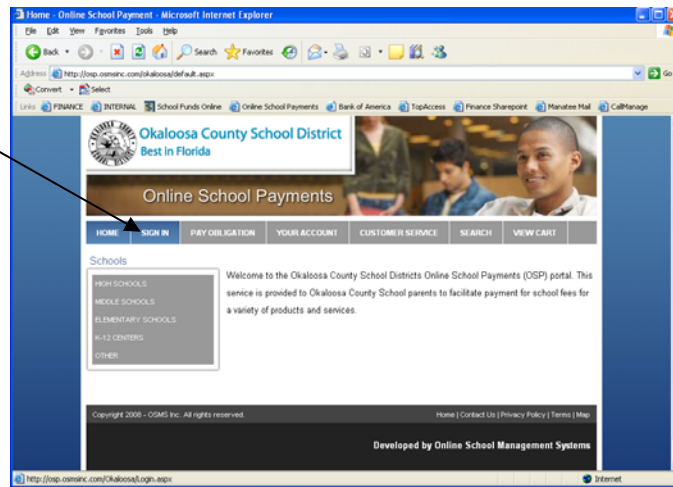 Home - Online School Payment - Microsoft Internet Explorer
File Edit View Favorites Tools Help
Back Search Favorites
Address http://osp.osmsinc.com/okaloosa/default.aspx Go
Convert Select
Links FINANCE INTERNAL School Funds Online Online School Payments Bank of America TopAccess Finance Sharepoint Manatee Mail CallManage
Okaloosa County School District
Best in Florida
Online School Payments
HOME SIGN IN PAY OBLIGATION YOUR ACCOUNT CUSTOMER SERVICE SEARCH VIEW CART
Schools
HIGH SCHOOLS
MIDDLE SCHOOLS
ELEMENTARY SCHOOLS
K-12 CENTERS
OTHER
Welcome to the Okaloosa County School Districts Online School Payments (OSP) portal. This
service is provided to Okaloosa County School parents to facilitate payment for school fees for
a variety of products and services.
Copyright 2008 - OSMS Inc. All rights reserved. Home | Contact Us | Privacy Policy | Terms | Map
Developed by Online School Management Systems
http://osp.osmsinc.com/Okaloosa/Login.aspx Internet